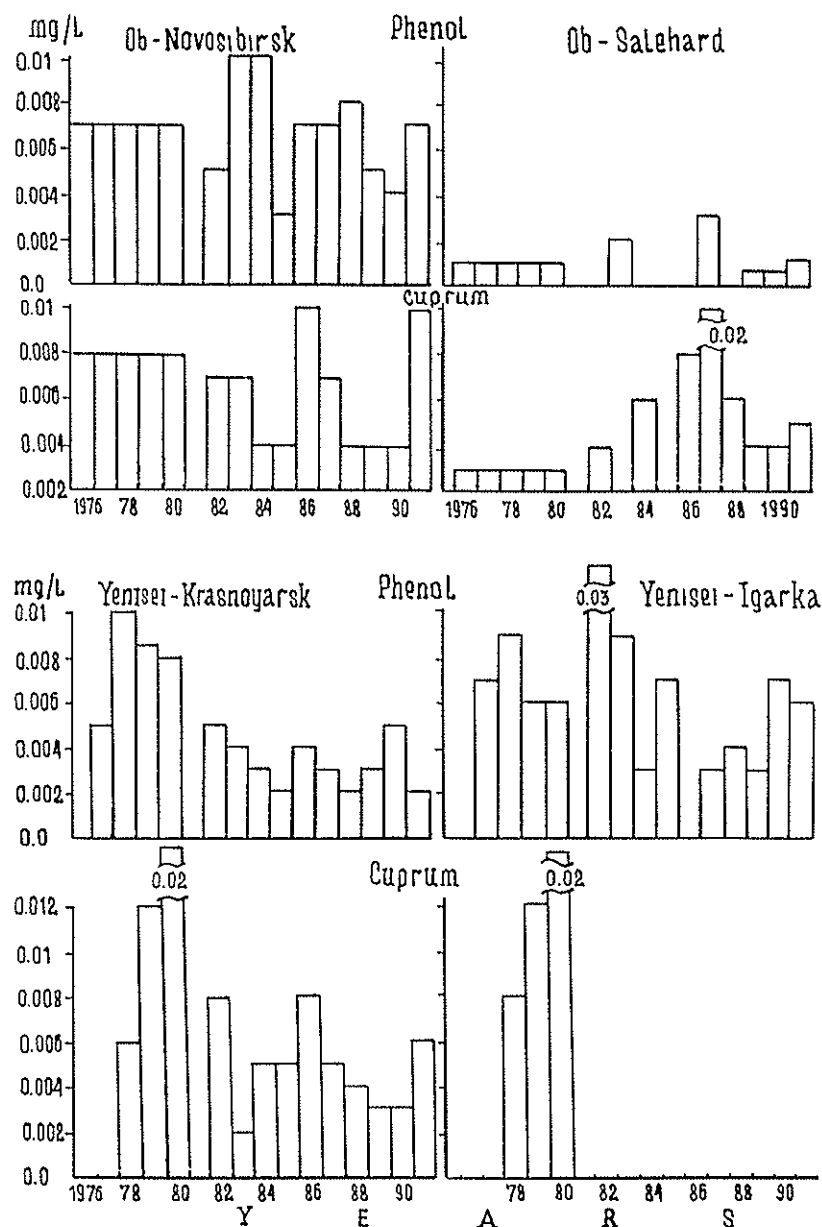 mg/L Ob-Novosibirsk Phenol Ob-Salehard
0.01
0.008
0.006
0.004
0.002
0.0
cuprum
0.01
0.008
0.006
0.004
0.002
0.02
1976 78 80 82 84 86 88 90
1976 78 80 82 84 86 88 1990
mg/L Yenisei-Krasnoyarsk Phenol 0.03 Yenisei-Igarka
0.01
0.008
0.006
0.004
0.002
0.0
Cuprum
0.02 0.02
0.012
0.01
0.008
0.006
0.004
0.002
0.0
1976 78 80 82 84 86 88 90
78 80 82 84 86 88 90
Y E A R S